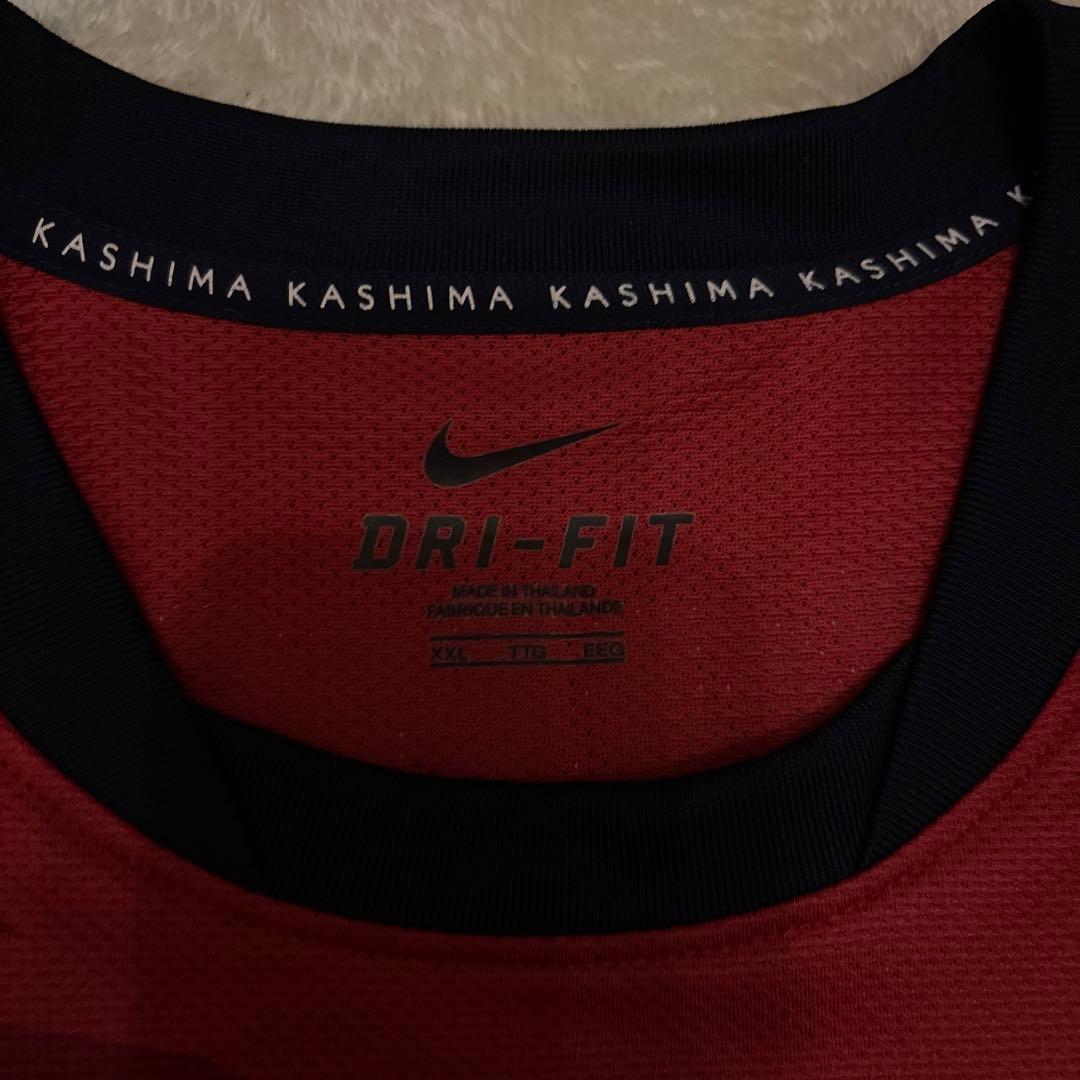 KASHIMA KASHIMA KASHIMA KASHIMA K
DRI-FIT
MADE IN THAILAND
FABRIQUE EN THAILANDE
XXL TTG EEG